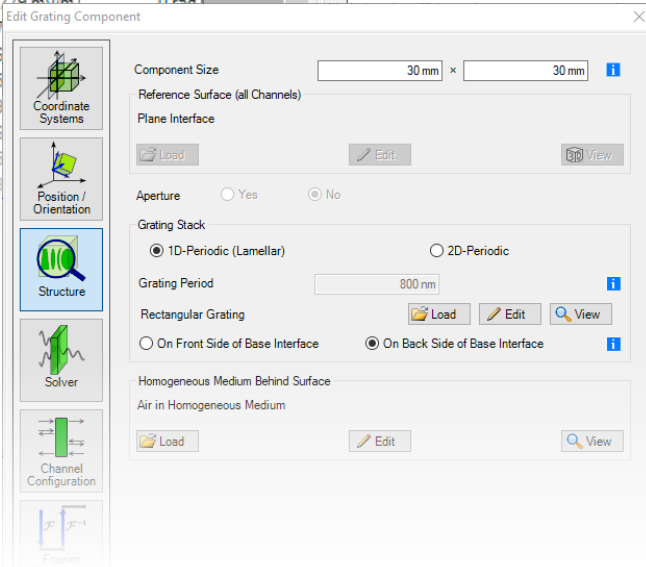 Edit Grating Component
Coordinate
Systems
Position /
Orientation
Structure
Solver
Channel
Configuration
Fourier
Component Size 30 mm × 30 mm
Reference Surface (all Channels)
Plane Interface
Load Edit 3D View
Aperture Yes No
Grating Stack
1D-Periodic (Lamellar) 2D-Periodic
Grating Period 800 nm
Rectangular Grating Load Edit View
On Front Side of Base Interface On Back Side of Base Interface
Homogeneous Medium Behind Surface
Air in Homogeneous Medium
Load Edit View